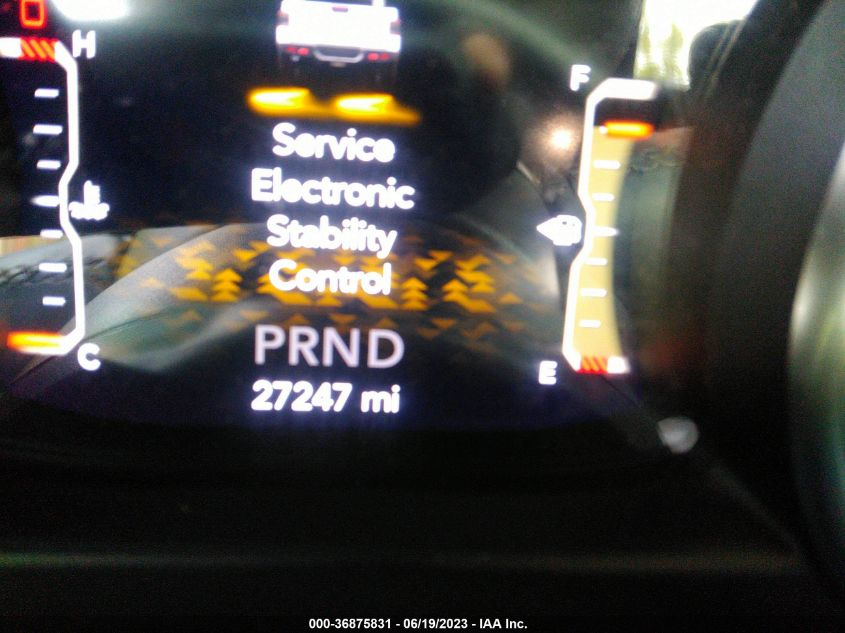 H
F
Service
Electronic
Stability
Control
PRND
C
E
27247 mi
000-36875831 - 06/19/2023 - IAA Inc.